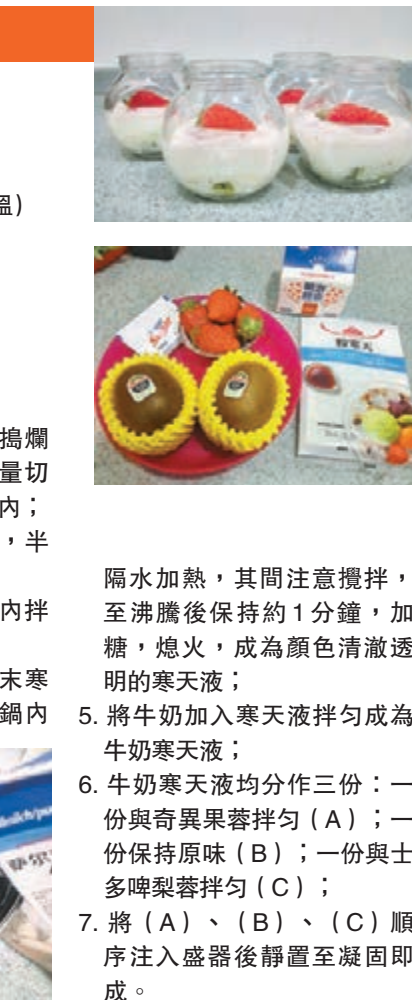 溫）
搗爛
量切
內；
，半
內拌
末寒
鍋內
隔水加熱，其間注意攪拌，
至沸騰後保持約1分鐘，加
糖，熄火，成為顏色清澈透
明的寒天液；
5. 將牛奶加入寒天液拌勻成為
牛奶寒天液；
6. 牛奶寒天液均分作三份：一
份與奇異果蓉拌勻（A）；一
份保持原味（B）；一份與士
多啤梨蓉拌勻（C）；
7. 將（A）、（B）、（C）順
序注入盛器後靜置至凝固即
成。